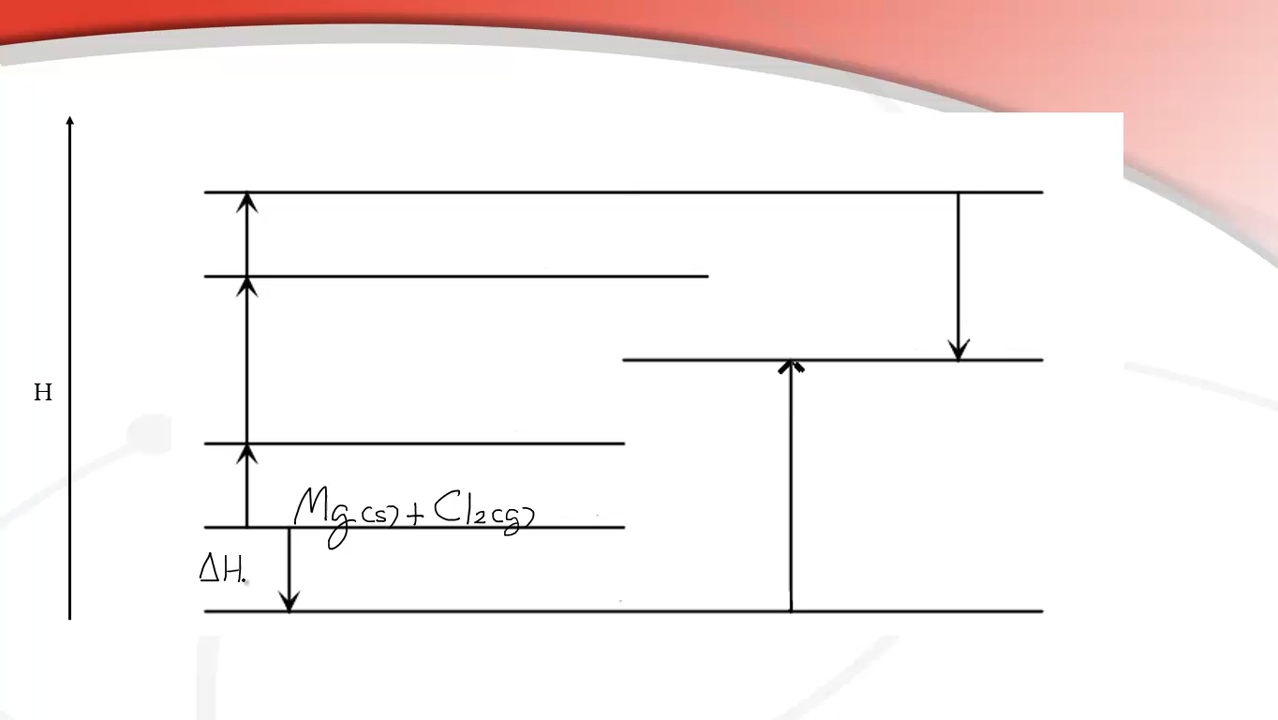 H
Mg(s) + Cl₂(g)
ΔH.